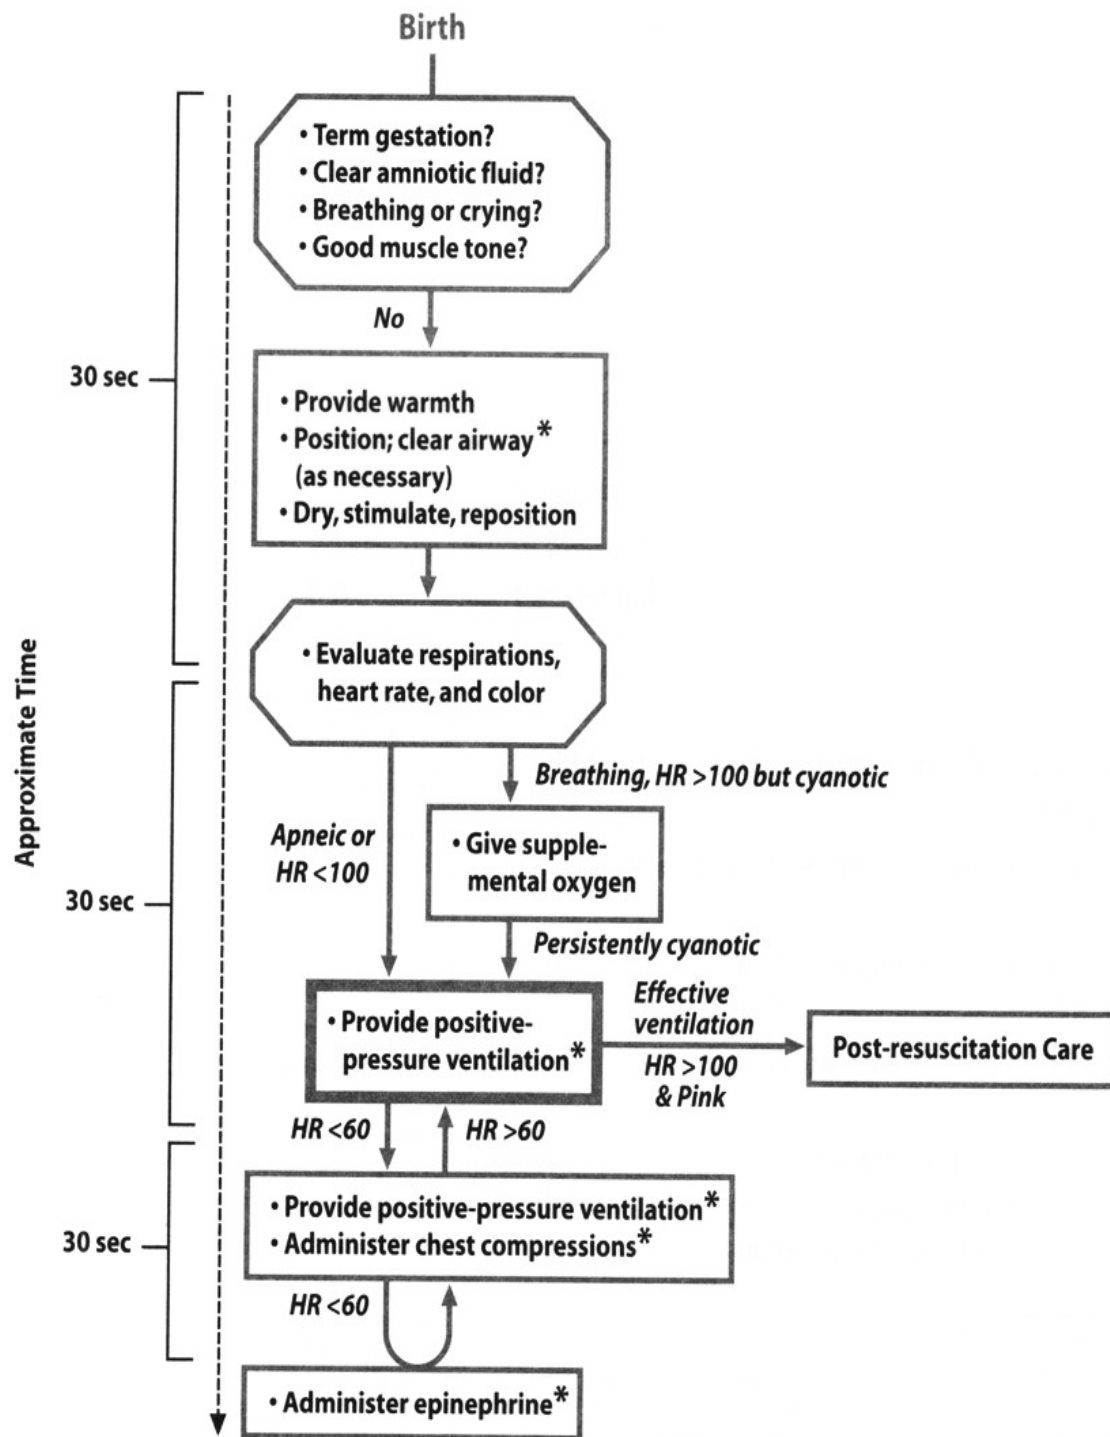 Birth
• Term gestation?
• Clear amniotic fluid?
• Breathing or crying?
• Good muscle tone?
No
30 sec
• Provide warmth
• Position; clear airway*
(as necessary)
• Dry, stimulate, reposition
• Evaluate respirations,
heart rate, and color
Approximate Time
Breathing, HR >100 but cyanotic
Apneic or
HR <100
• Give supple-
mental oxygen
30 sec
Persistently cyanotic
• Provide positive-
pressure ventilation*
Effective
ventilation
HR >100
& Pink
Post-resuscitation Care
HR <60
HR >60
• Provide positive-pressure ventilation*
• Administer chest compressions*
30 sec
HR <60
• Administer epinephrine*